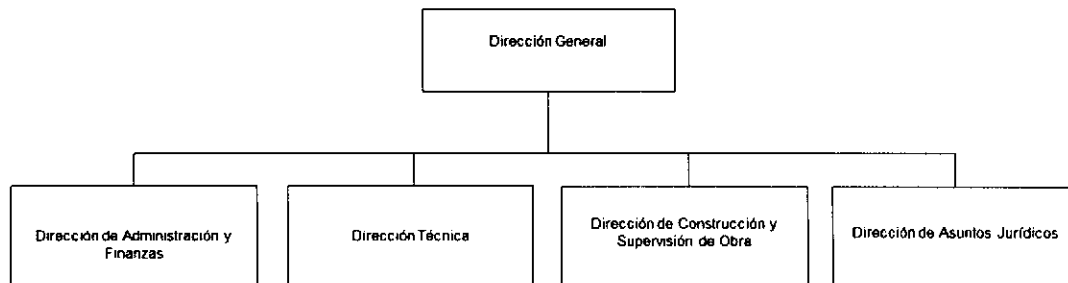 Dirección General
Dirección de Administración y
Finanzas
Dirección Técnica
Dirección de Construcción y
Supervisión de Obra
Dirección de Asuntos Jurídicos